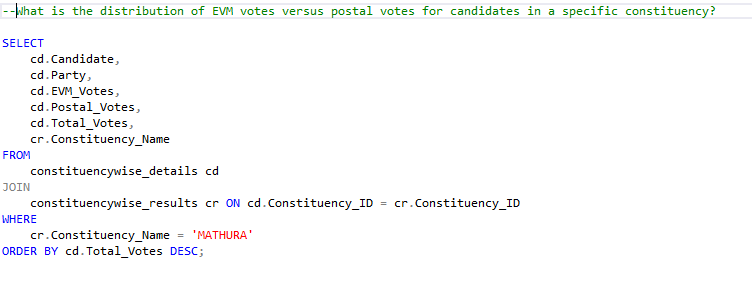 --What is the distribution of EVM votes versus postal votes for candidates in a specific constituency?
SELECT
cd.Candidate,
cd.Party,
cd.EVM_Votes,
cd.Postal_Votes,
cd.Total_Votes,
cr.Constituency_Name
FROM
constituencywise_details cd
JOIN
constituencywise_results cr ON cd.Constituency_ID = cr.Constituency_ID
WHERE
cr.Constituency_Name = 'MATHURA'
ORDER BY cd.Total_Votes DESC;